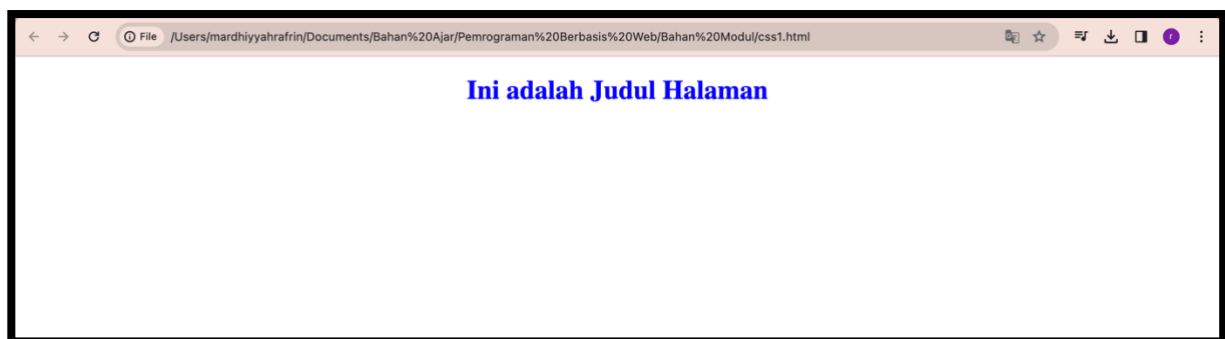 File /Users/mardhiyyahrafrin/Documents/Bahan%20Ajar/Pemrograman%20Berbasis%20Web/Bahan%20Modul/css1.html r
Ini adalah Judul Halaman